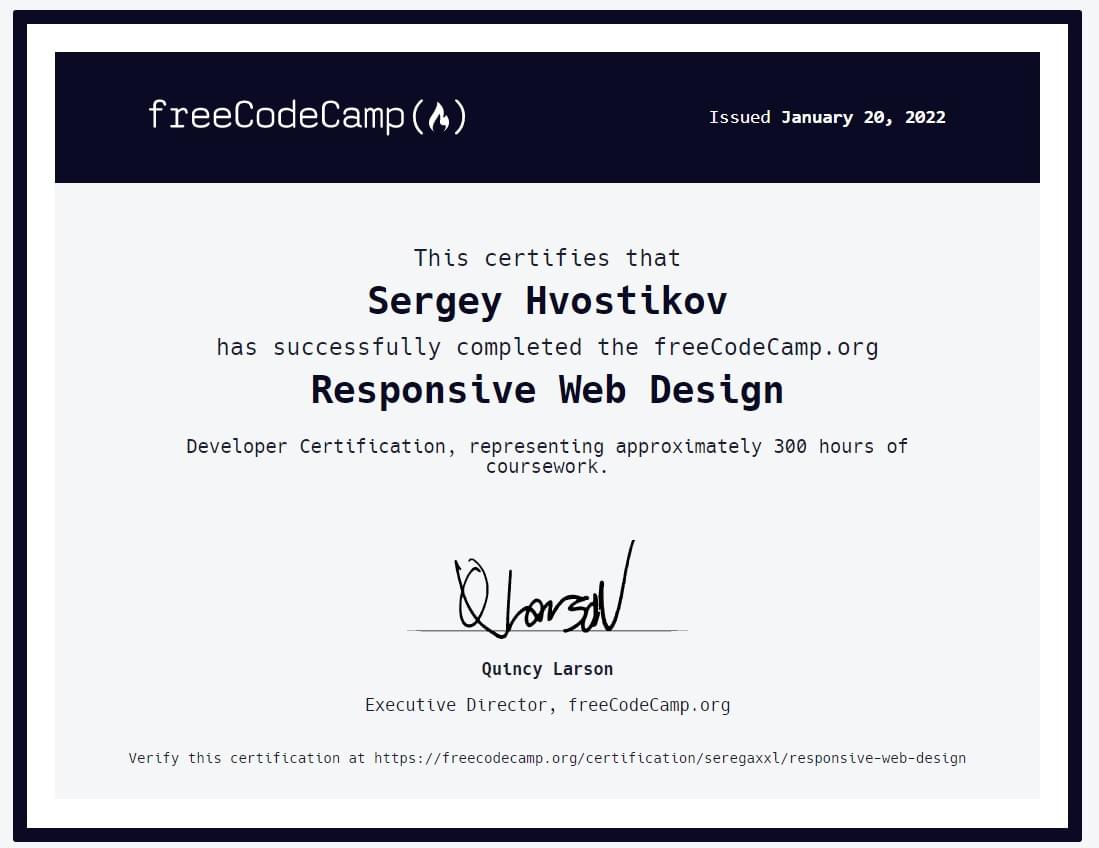 freeCodeCamp(🔥)
Issued January 20, 2022
This certifies that
Sergey Hvostikov
has successfully completed the freeCodeCamp.org
Responsive Web Design
Developer Certification, representing approximately 300 hours of
coursework.
Q Larson
Quincy Larson
Executive Director, freeCodeCamp.org
Verify this certification at https://freecodecamp.org/certification/seregaxxl/responsive-web-design